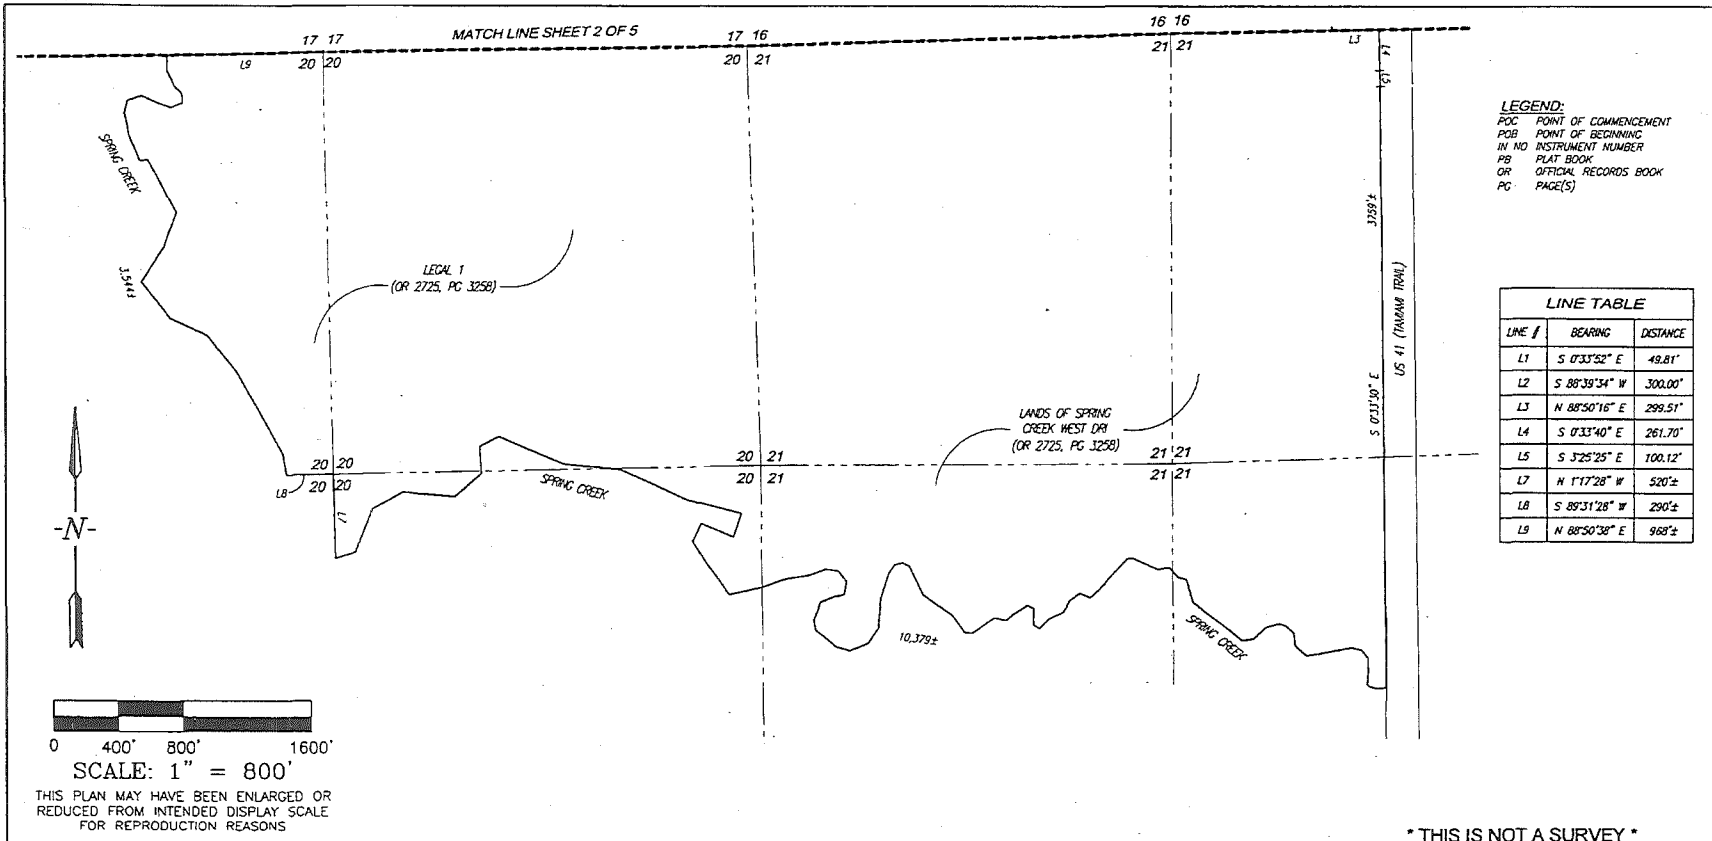 MATCH LINE SHEET 2 OF 5
17 17
20 20
17 16
20 21
16 16
21 21
L9
L3
L4
L5
SPRING CREEK
3,544±
LEGAL 1
(OR 2725, PG 3258)
3759'±
US 41 (TAMIAMI TRAIL)
S 0°33'30" E
LANDS OF SPRING
CREEK WEST DRI
(OR 2725, PG 3258)
20 20
20 20
20 21
20 21
21 21
21 21
L8
L7
SPRING CREEK
10,379±
SPRING CREEK
-N-
LEGEND:
POC POINT OF COMMENCEMENT
POB POINT OF BEGINNING
IN NO INSTRUMENT NUMBER
PB PLAT BOOK
OR OFFICIAL RECORDS BOOK
PG PAGE(S)
LINE TABLE
LINE # BEARING DISTANCE
L1 S 0°33'52" E 49.81'
L2 S 88°39'34" W 300.00'
L3 N 88°50'16" E 299.51'
L4 S 0°33'40" E 261.70'
L5 S 3°25'25" E 100.12'
L7 N 1°17'28" W 520'±
L8 S 89°31'28" W 290'±
L9 N 88°50'38" E 968'±
0 400' 800' 1600'
SCALE: 1" = 800'
THIS PLAN MAY HAVE BEEN ENLARGED OR
REDUCED FROM INTENDED DISPLAY SCALE
FOR REPRODUCTION REASONS
* THIS IS NOT A SURVEY *